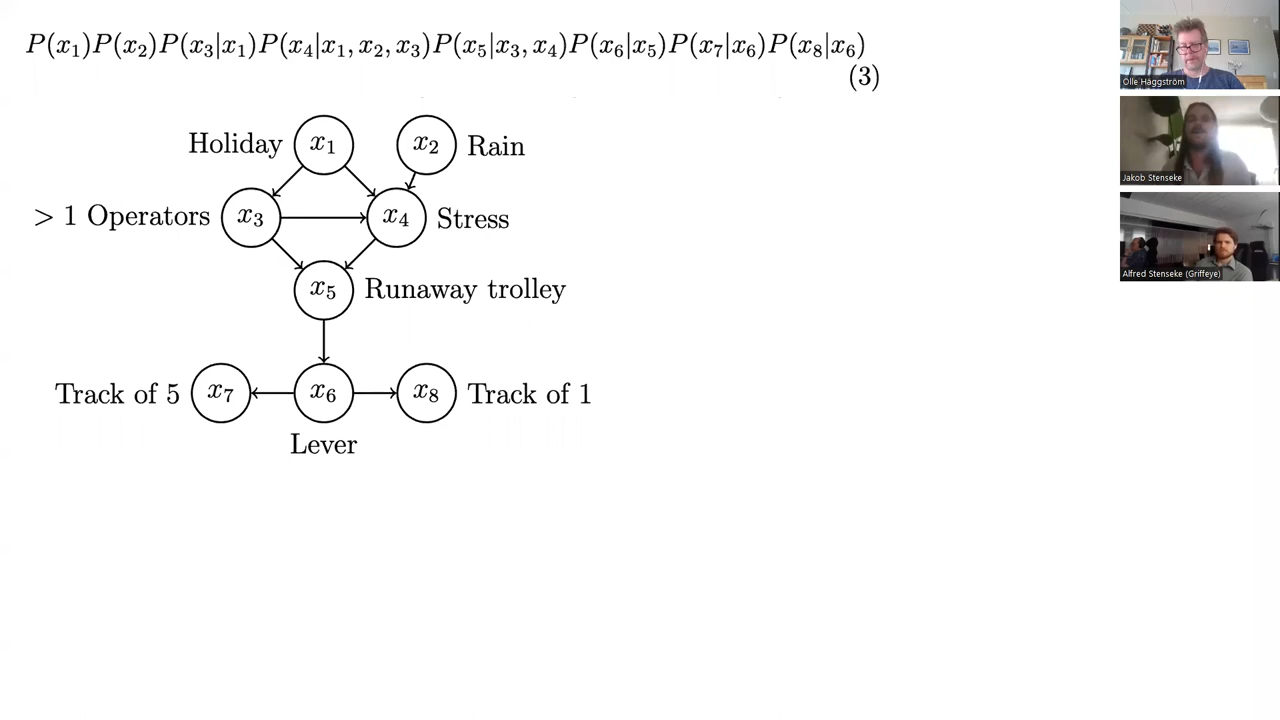 P(x₁)P(x₂)P(x₃|x₁)P(x₄|x₁, x₂, x₃)P(x₅|x₃, x₄)P(x₆|x₅)P(x₇|x₆)P(x₈|x₆)
(3)
Holiday x₁ x₂ Rain
> 1 Operators x₃ x₄ Stress
x₅ Runaway trolley
Track of 5 x₇ x₆ x₈ Track of 1
Lever
Olle Häggström
Jakob Stenseke
Alfred Stenseke (Griffeye)